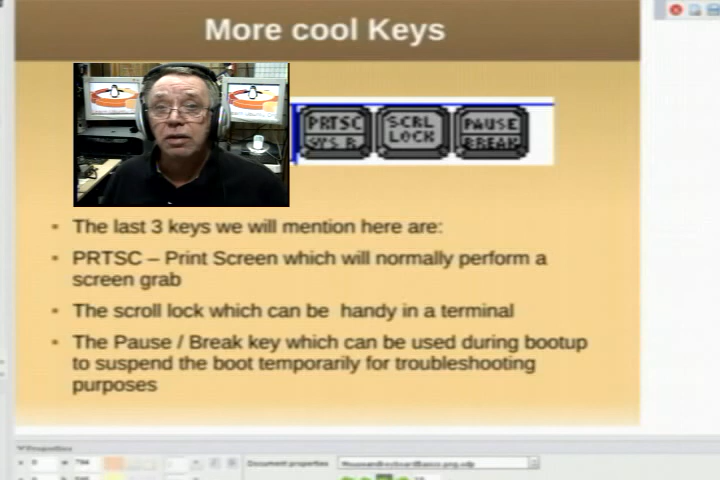 More cool Keys
PRTSC
SYS R
SCRL
LOCK
PAUSE
BREAK
The last 3 keys we will mention here are:
PRTSC – Print Screen which will normally perform a
screen grab
The scroll lock which can be handy in a terminal
The Pause / Break key which can be used during bootup
to suspend the boot temporarily for troubleshooting
purposes
Properties
Document properties